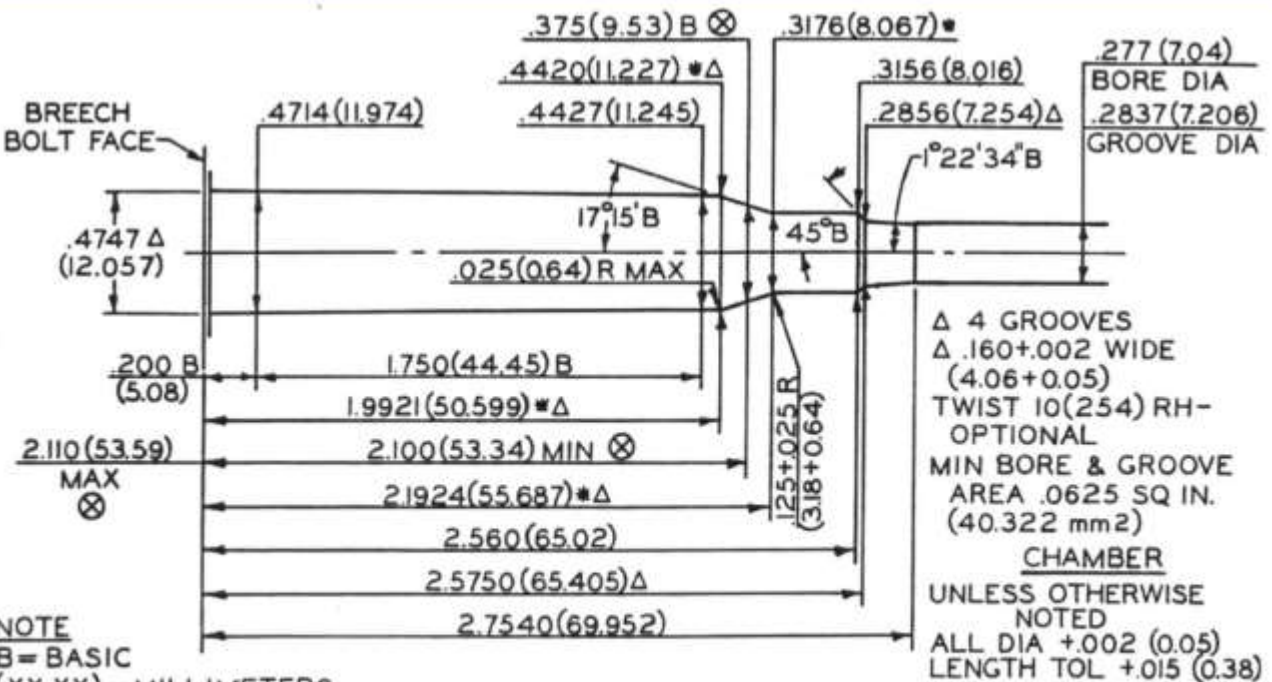 .375(9.53) B ⊗
.3176(8.067)*
.4420(11.227)*Δ
.3156(8.016)
.277(7.04)
BORE DIA
BREECH
BOLT FACE
.4714(11.974)
.4427(11.245)
.2856(7.254)Δ
.2837(7.206)
GROOVE DIA
1°22'34"B
17°15'B
45°B
.4747 Δ
(12.057)
.025(0.64) R MAX
.200 B
(5.08)
1.750(44.45) B
1.9921(50.599)*Δ
2.110(53.59)
MAX
⊗
2.100(53.34) MIN ⊗
.125+.025 R
(3.18+0.64)
2.1924(55.687)*Δ
2.560(65.02)
2.5750(65.405)Δ
2.7540(69.952)
Δ 4 GROOVES
Δ .160+.002 WIDE
(4.06+0.05)
TWIST 10(254) RH-
OPTIONAL
MIN BORE & GROOVE
AREA .0625 SQ IN.
(40.322 mm2)
CHAMBER
UNLESS OTHERWISE
NOTED
ALL DIA +.002 (0.05)
LENGTH TOL +.015 (0.38)
NOTE
B= BASIC